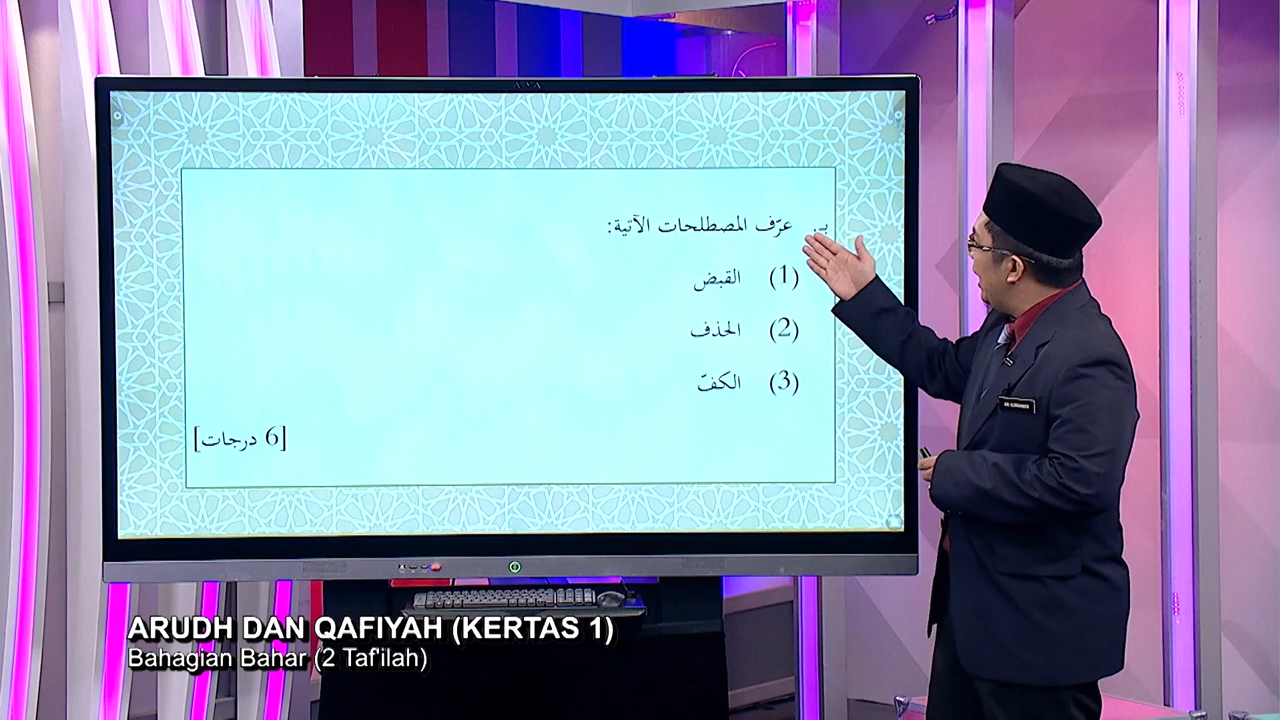 بـ. عرّف المصطلحات الآتية:
(1) القبض
(2) الحذف
(3) الكفّ
[6 درجات]
ARUDH DAN QAFIYAH (KERTAS 1)
Bahagian Bahar (2 Taf'ilah)